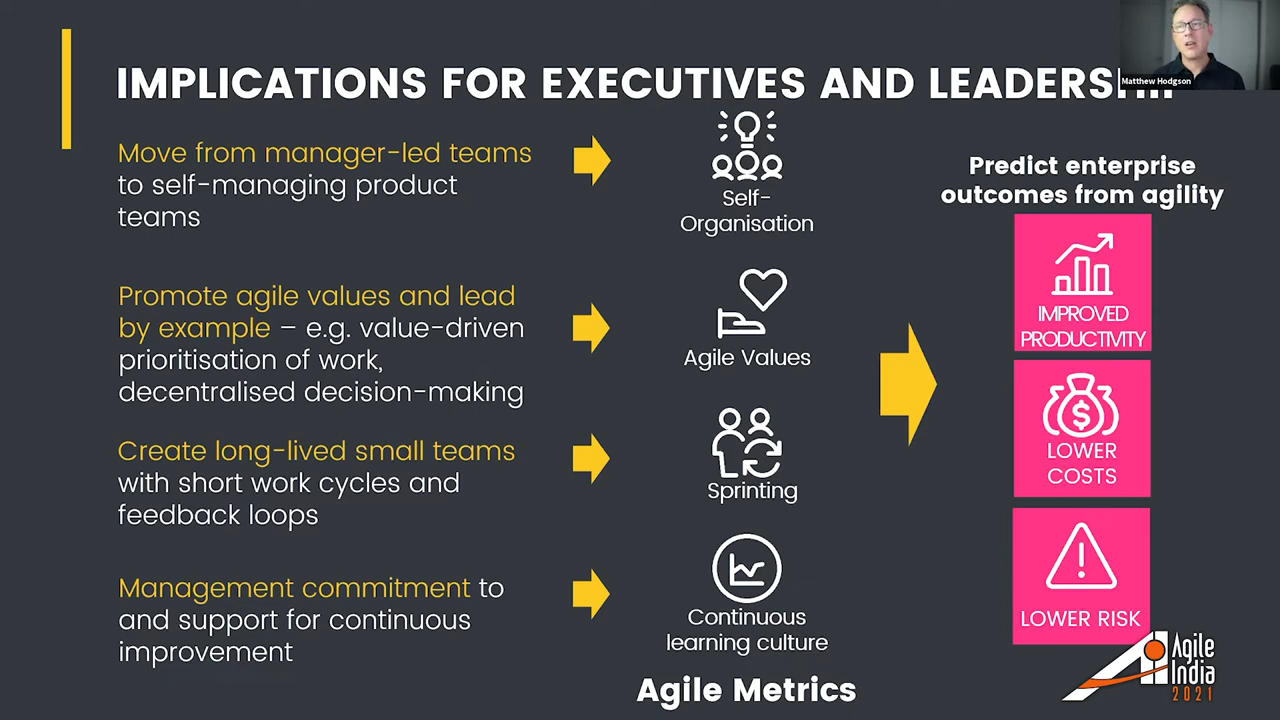 IMPLICATIONS FOR EXECUTIVES AND
Matthew Hodgson
Move from manager-led teams
to self-managing product
teams
Self-
Organisation
Promote agile values and lead
by example – e.g. value-driven
prioritisation of work,
decentralised decision-making
Agile Values
Create long-lived small teams
with short work cycles and
feedback loops
Sprinting
Management commitment to
and support for continuous
improvement
Continuous
learning culture
Agile Metrics
Predict enterprise
outcomes from agility
IMPROVED
PRODUCTIVITY
$
LOWER
COSTS
LOWER RISK
Agile
India
2021